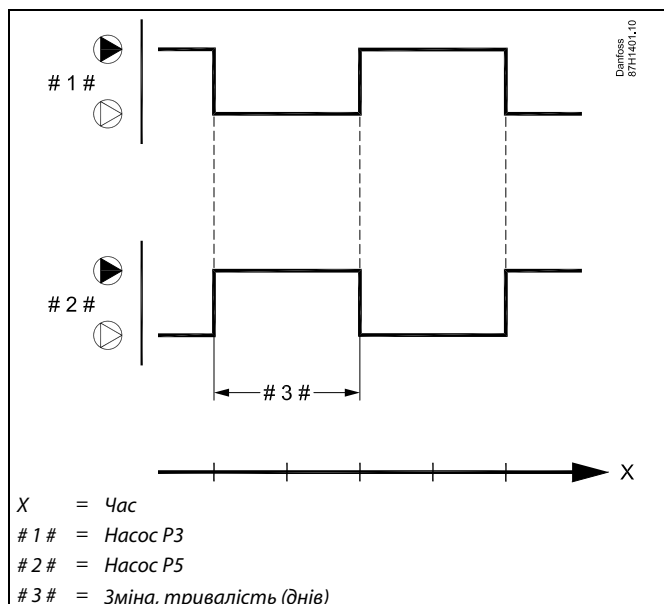 Danfoss
87H1401.10
# 1 #
# 2 #
# 3 #
X
X = Час
# 1 # = Насос P3
# 2 # = Насос P5
# 3 # = Зміна, тривалість (днів)